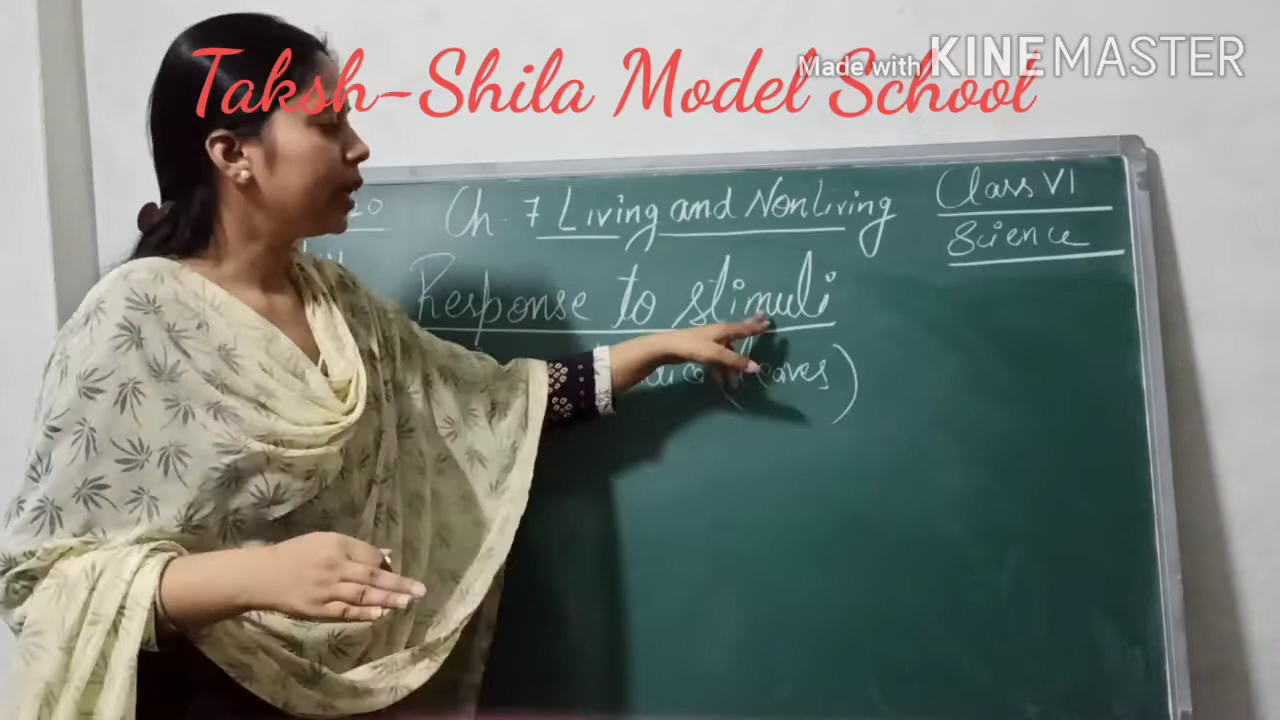 Taksh-Shila Model School
Made with KINEMASTER
20 Ch-7 Living and NonLiving Class VI
Science
Response to stimuli
(leaves)